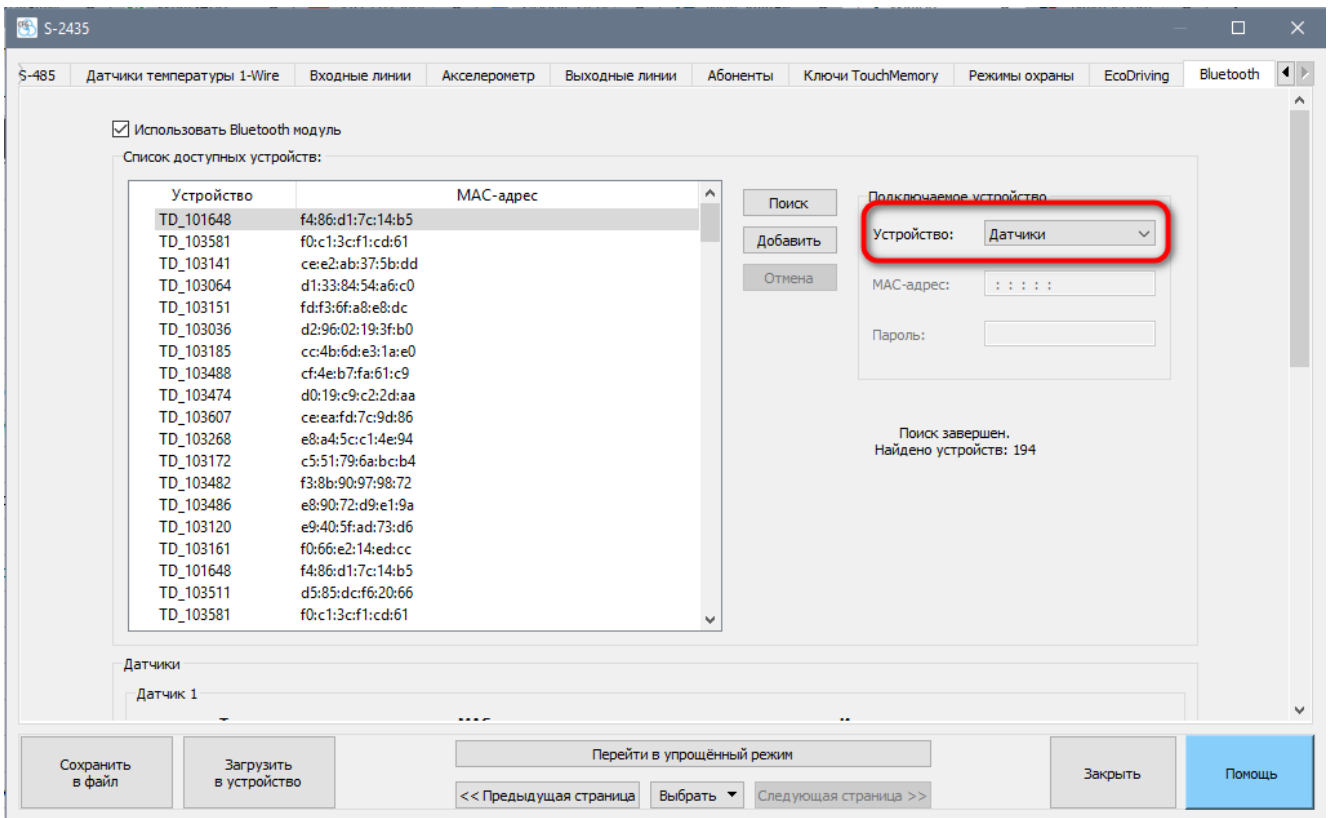 S-2435
S-485 Датчики температуры 1-Wire Входные линии Акселерометр Выходные линии Абоненты Ключи TouchMemory Режимы охраны EcoDriving Bluetooth
Использовать Bluetooth модуль
Список доступных устройств:
Устройство MAC-адрес
TD_101648 f4:86:d1:7c:14:b5
TD_103581 f0:c1:3c:f1:cd:61
TD_103141 ce:e2:ab:37:5b:dd
TD_103064 d1:33:84:54:a6:c0
TD_103151 fd:f3:6f:a8:e8:dc
TD_103036 d2:96:02:19:3f:b0
TD_103185 cc:4b:6d:e3:1a:e0
TD_103488 cf:4e:b7:fa:61:c9
TD_103474 d0:19:c9:c2:2d:aa
TD_103607 ce:ea:fd:7c:9d:86
TD_103268 e8:a4:5c:c1:4e:94
TD_103172 c5:51:79:6a:bc:b4
TD_103482 f3:8b:90:97:98:72
TD_103486 e8:90:72:d9:e1:9a
TD_103120 e9:40:5f:ad:73:d6
TD_103161 f0:66:e2:14:ed:cc
TD_101648 f4:86:d1:7c:14:b5
TD_103511 d5:85:dc:f6:20:66
TD_103581 f0:c1:3c:f1:cd:61
Поиск
Добавить
Отмена
Подключаемое устройство
Устройство: Датчики
MAC-адрес: : : : : :
Пароль:
Поиск завершен.
Найдено устройств: 194
Датчики
Датчик 1
Сохранить
в файл
Загрузить
в устройство
Перейти в упрощённый режим
<< Предыдущая страница Выбрать Следующая страница >>
Закрыть
Помощь